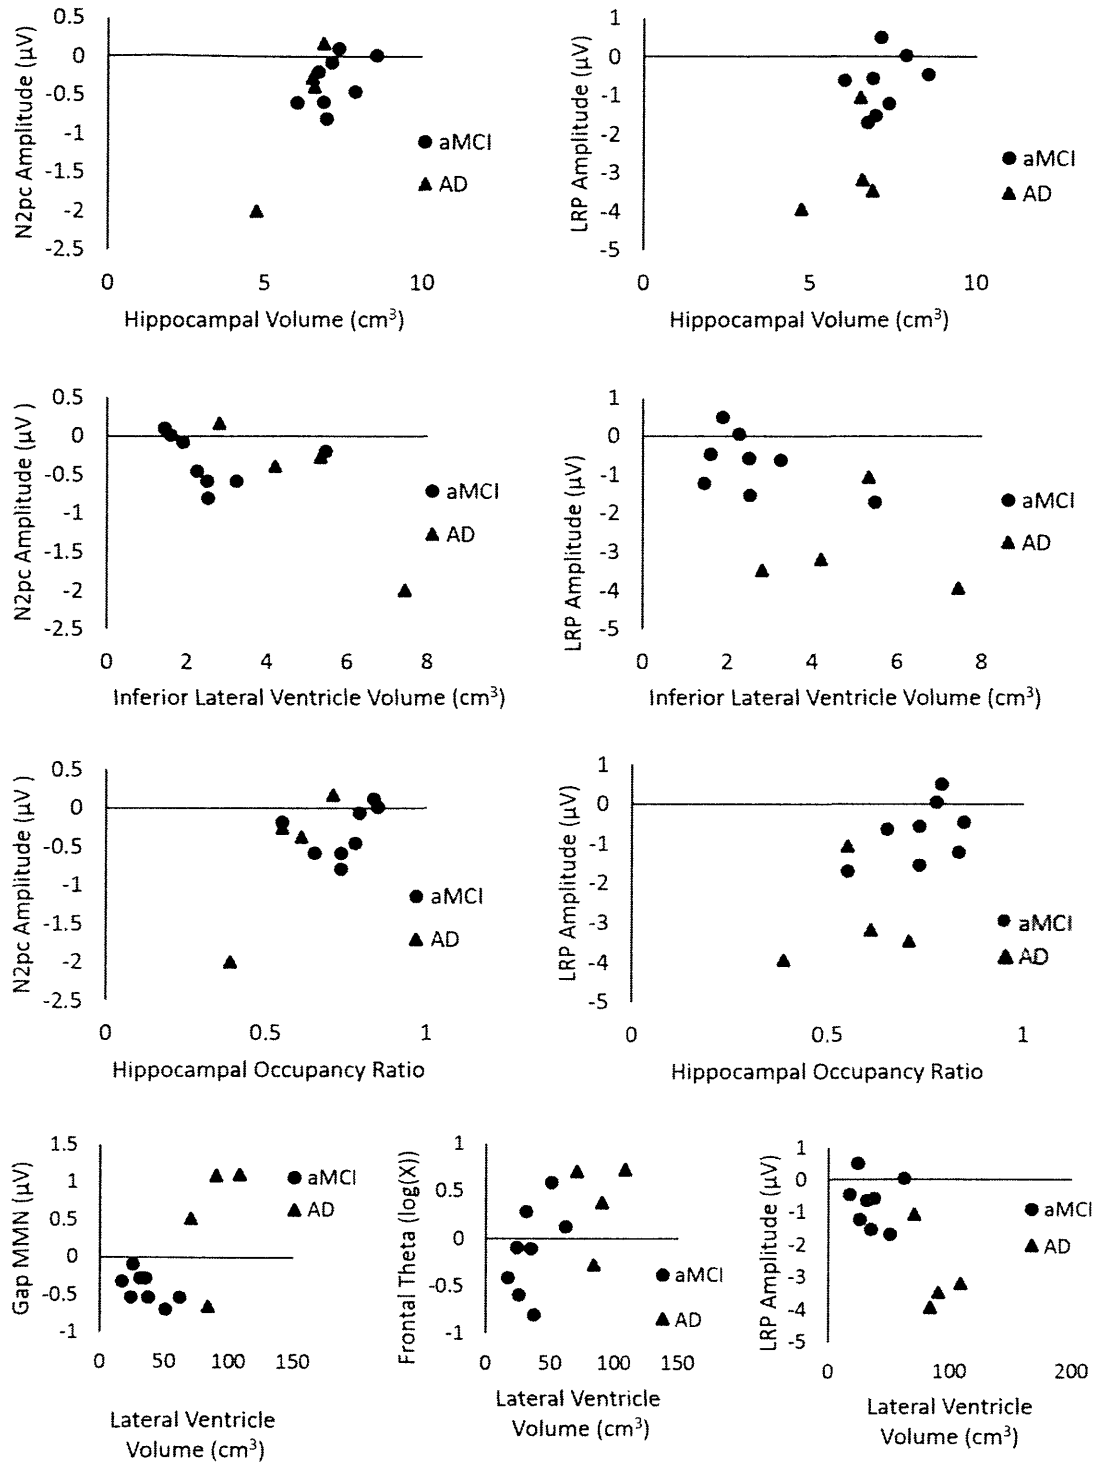 N2pc Amplitude (µV)
0.5
0
-0.5
-1
-1.5
-2
-2.5
0 5 10
Hippocampal Volume (cm³)
aMCI
AD
LRP Amplitude (µV)
1
0
-1
-2
-3
-4
-5
0 5 10
Hippocampal Volume (cm³)
aMCI
AD
N2pc Amplitude (µV )
0.5
0
-0.5
-1
-1.5
-2
-2.5
0 2 4 6 8
Inferior Lateral Ventricle Volume (cm³)
aMCI
AD
LRP Amplitude (µV)
1
0
-1
-2
-3
-4
-5
0 2 4 6 8
Inferior Lateral Ventricle Volume (cm³)
aMCI
AD
N2pc Amplitude (µV )
0.5
0
-0.5
-1
-1.5
-2
-2.5
0 0.5 1
Hippocampal Occupancy Ratio
aMCI
AD
LRP Amplitude (µV)
1
0
-1
-2
-3
-4
-5
0 0.5 1
Hippocampal Occupancy Ratio
aMCI
AD
Gap MMN (µV)
1.5
1
0.5
0
-0.5
-1
0 50 100 150
Lateral Ventricle
Volume (cm³)
aMCI
AD
Frontal Theta (log(X))
1
0.5
0
-0.5
-1
0 50 100 150
Lateral Ventricle
Volume (cm³)
aMCI
AD
LRP Amplitude (µV)
1
0
-1
-2
-3
-4
-5
0 100 200
Lateral Ventricle
Volume (cm³)
aMCI
AD